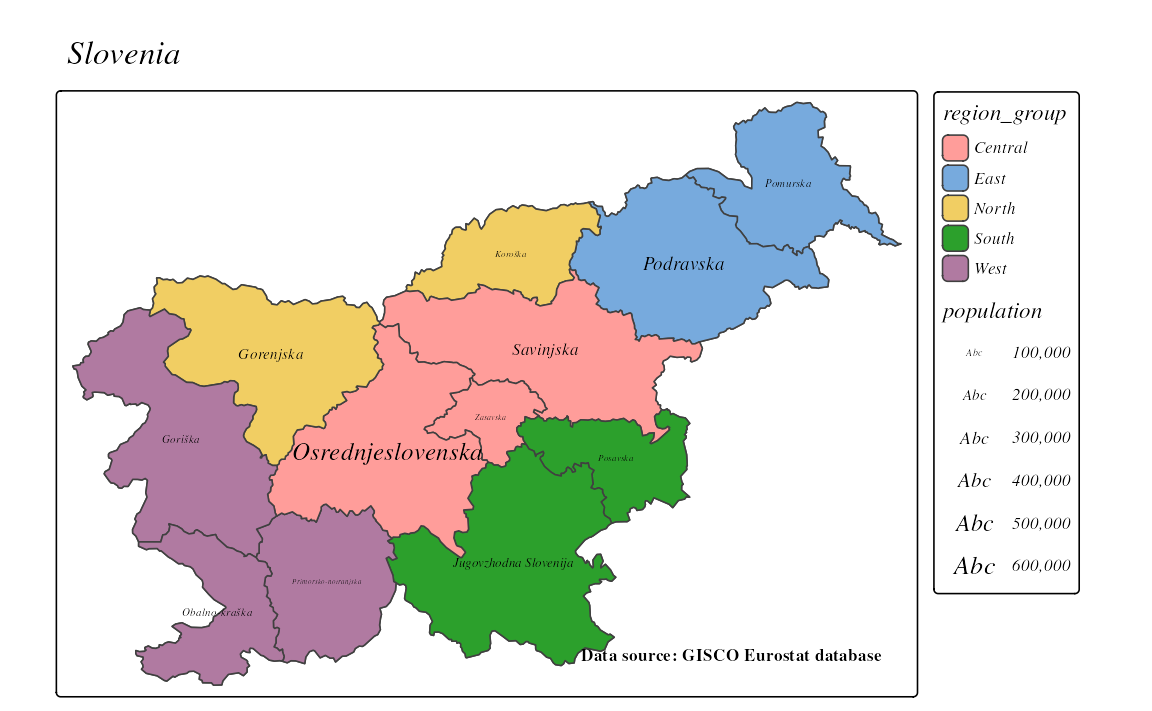 Slovenia
Pomurska
Koroška
Podravska
Savinjska
Gorenjska
Zasavska
Goriška
Osrednjeslovenska
Posavska
Jugovzhodna Slovenija
Primorsko-notranjska
Obalno-kraška
Data source: GISCO Eurostat database
region_group
Central
East
North
South
West
population
Abc 100,000
Abc 200,000
Abc 300,000
Abc 400,000
Abc 500,000
Abc 600,000